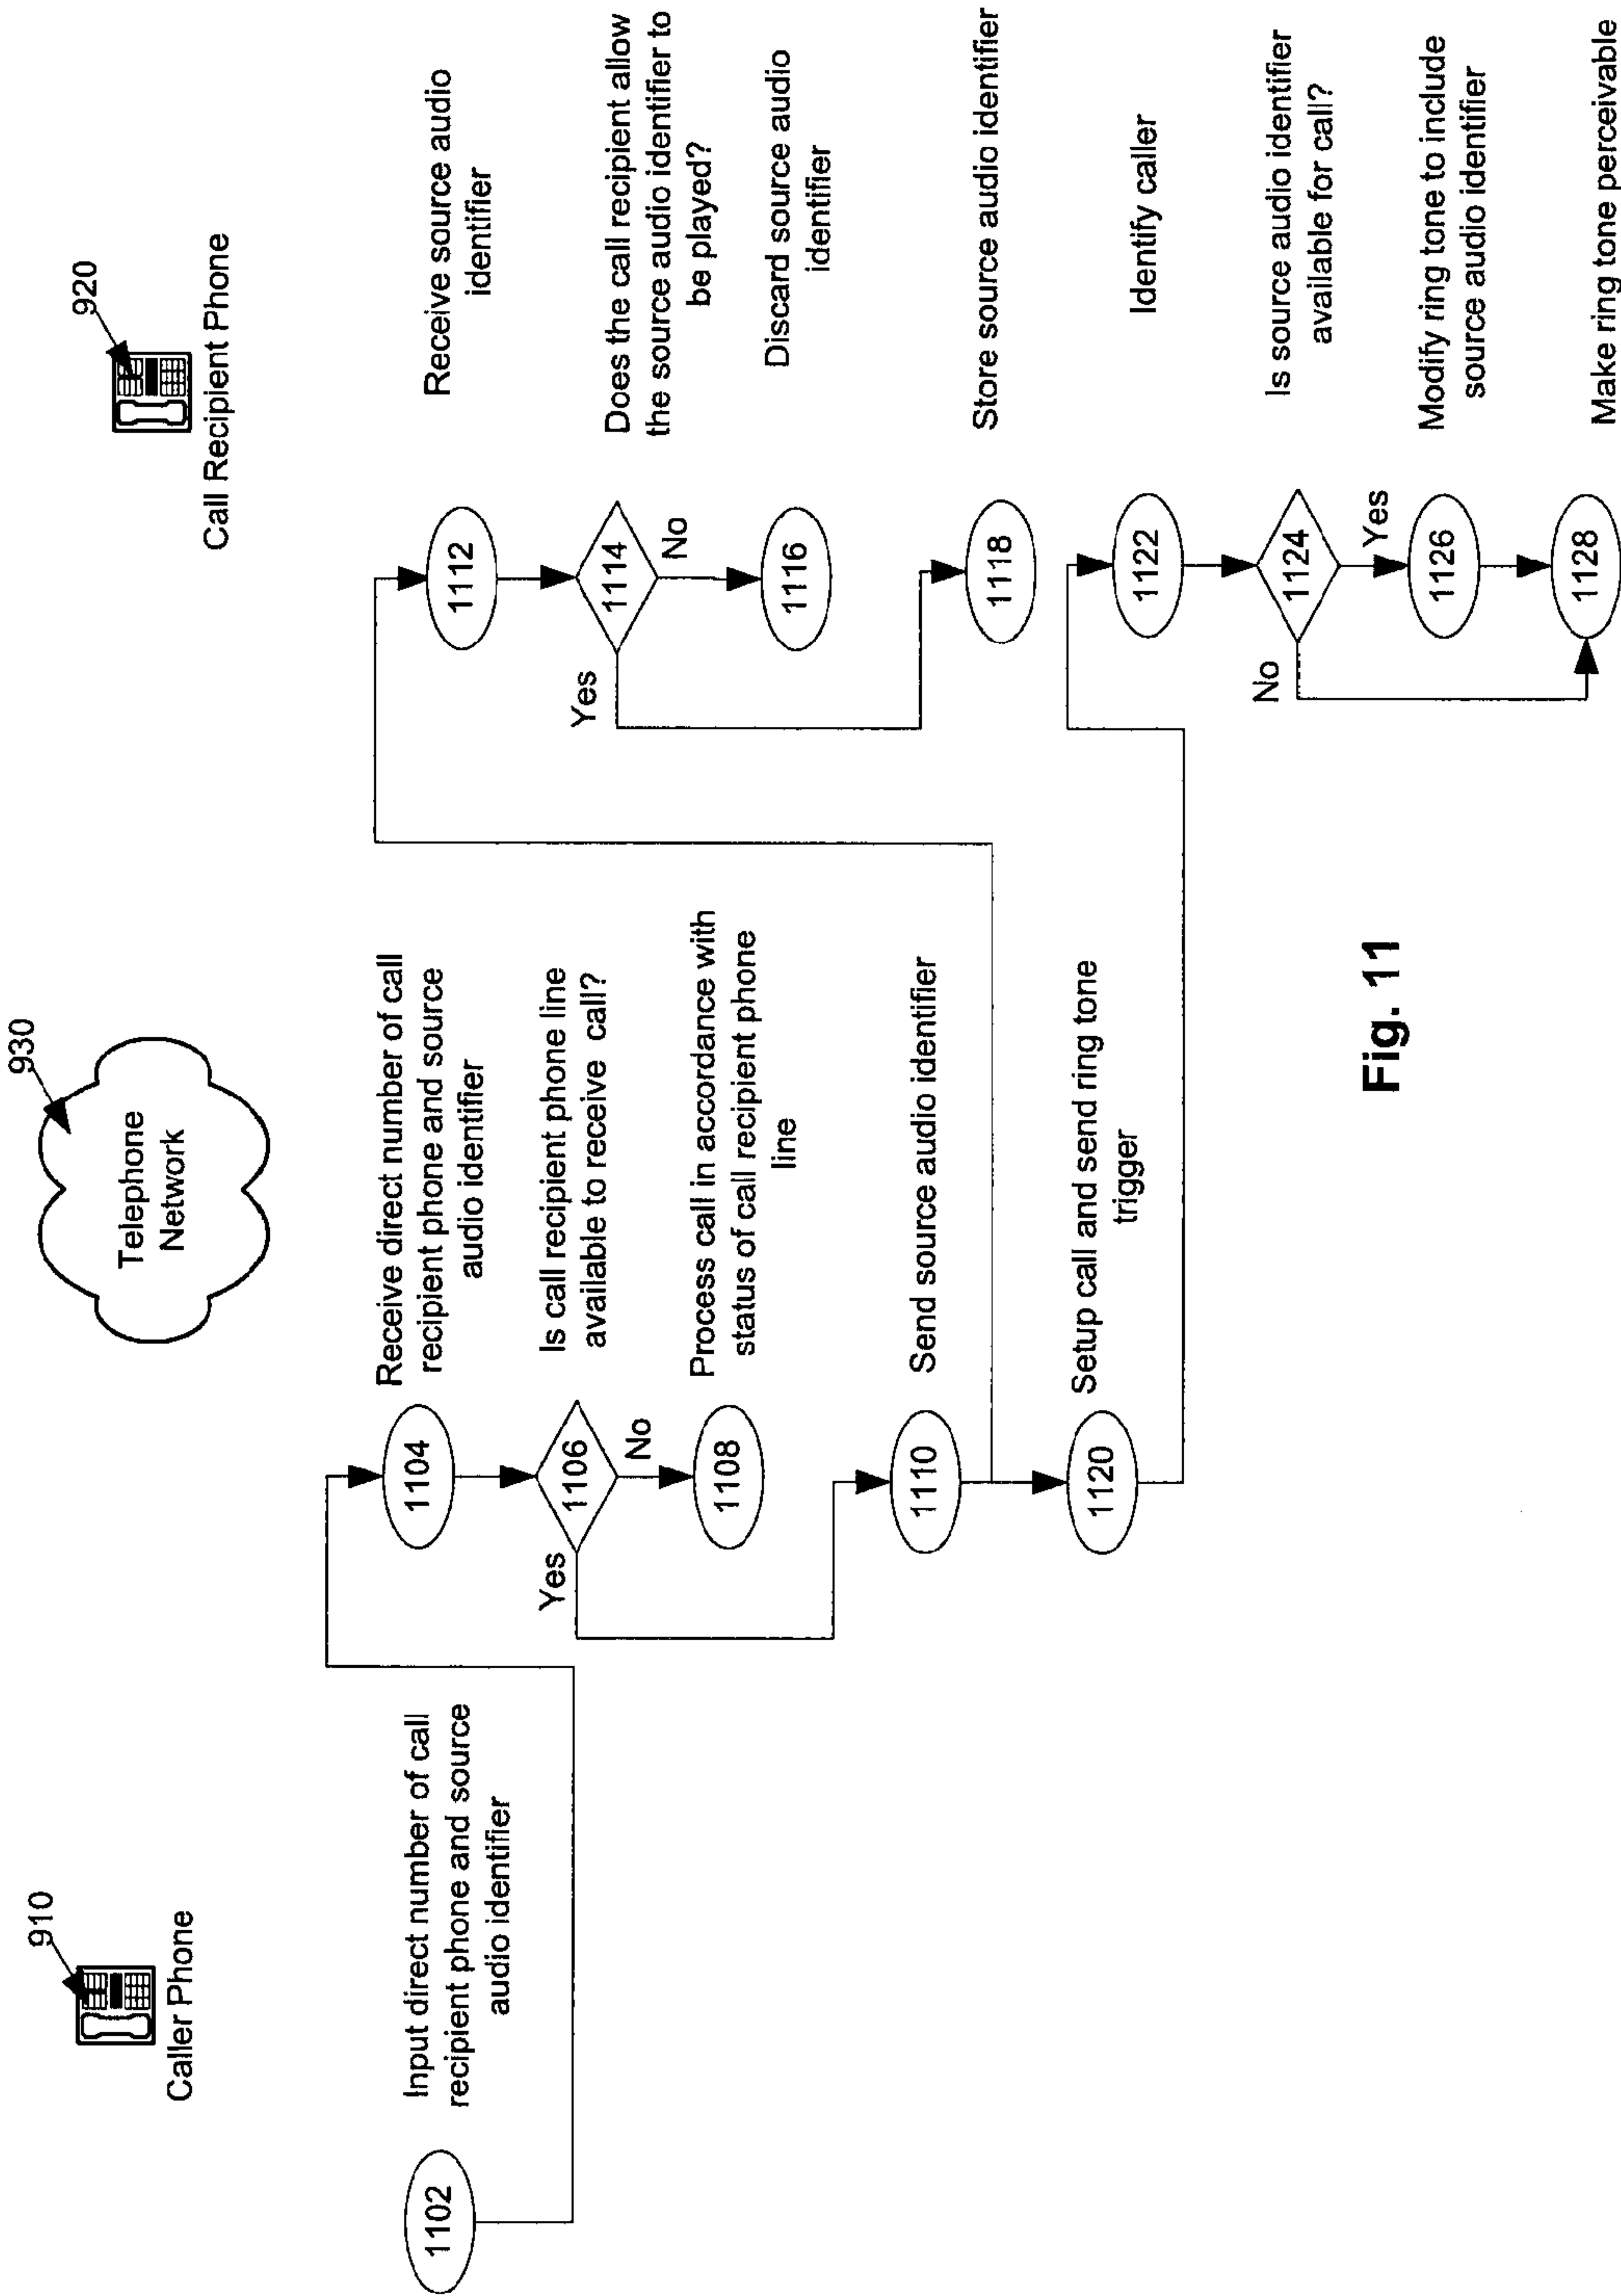 910
Caller Phone
930
Telephone
Network
920
Call Recipient Phone
1102
Input direct number of call
recipient phone and source
audio identifier
1104
Receive direct number of call
recipient phone and source
audio identifier
1106
Is call recipient phone line
available to receive call?
Yes
No
1108
Process call in accordance with
status of call recipient phone
line
1110
Send source audio identifier
1120
Setup call and send ring tone
trigger
1112
Receive source audio
identifier
1114
Does the call recipient allow
the source audio identifier to
be played?
Yes
No
1116
Discard source audio
identifier
1118
Store source audio identifier
1122
Identify caller
1124
Is source audio identifier
available for call?
No
Yes
1126
Modify ring tone to include
source audio identifier
1128
Make ring tone perceivable
Fig. 11